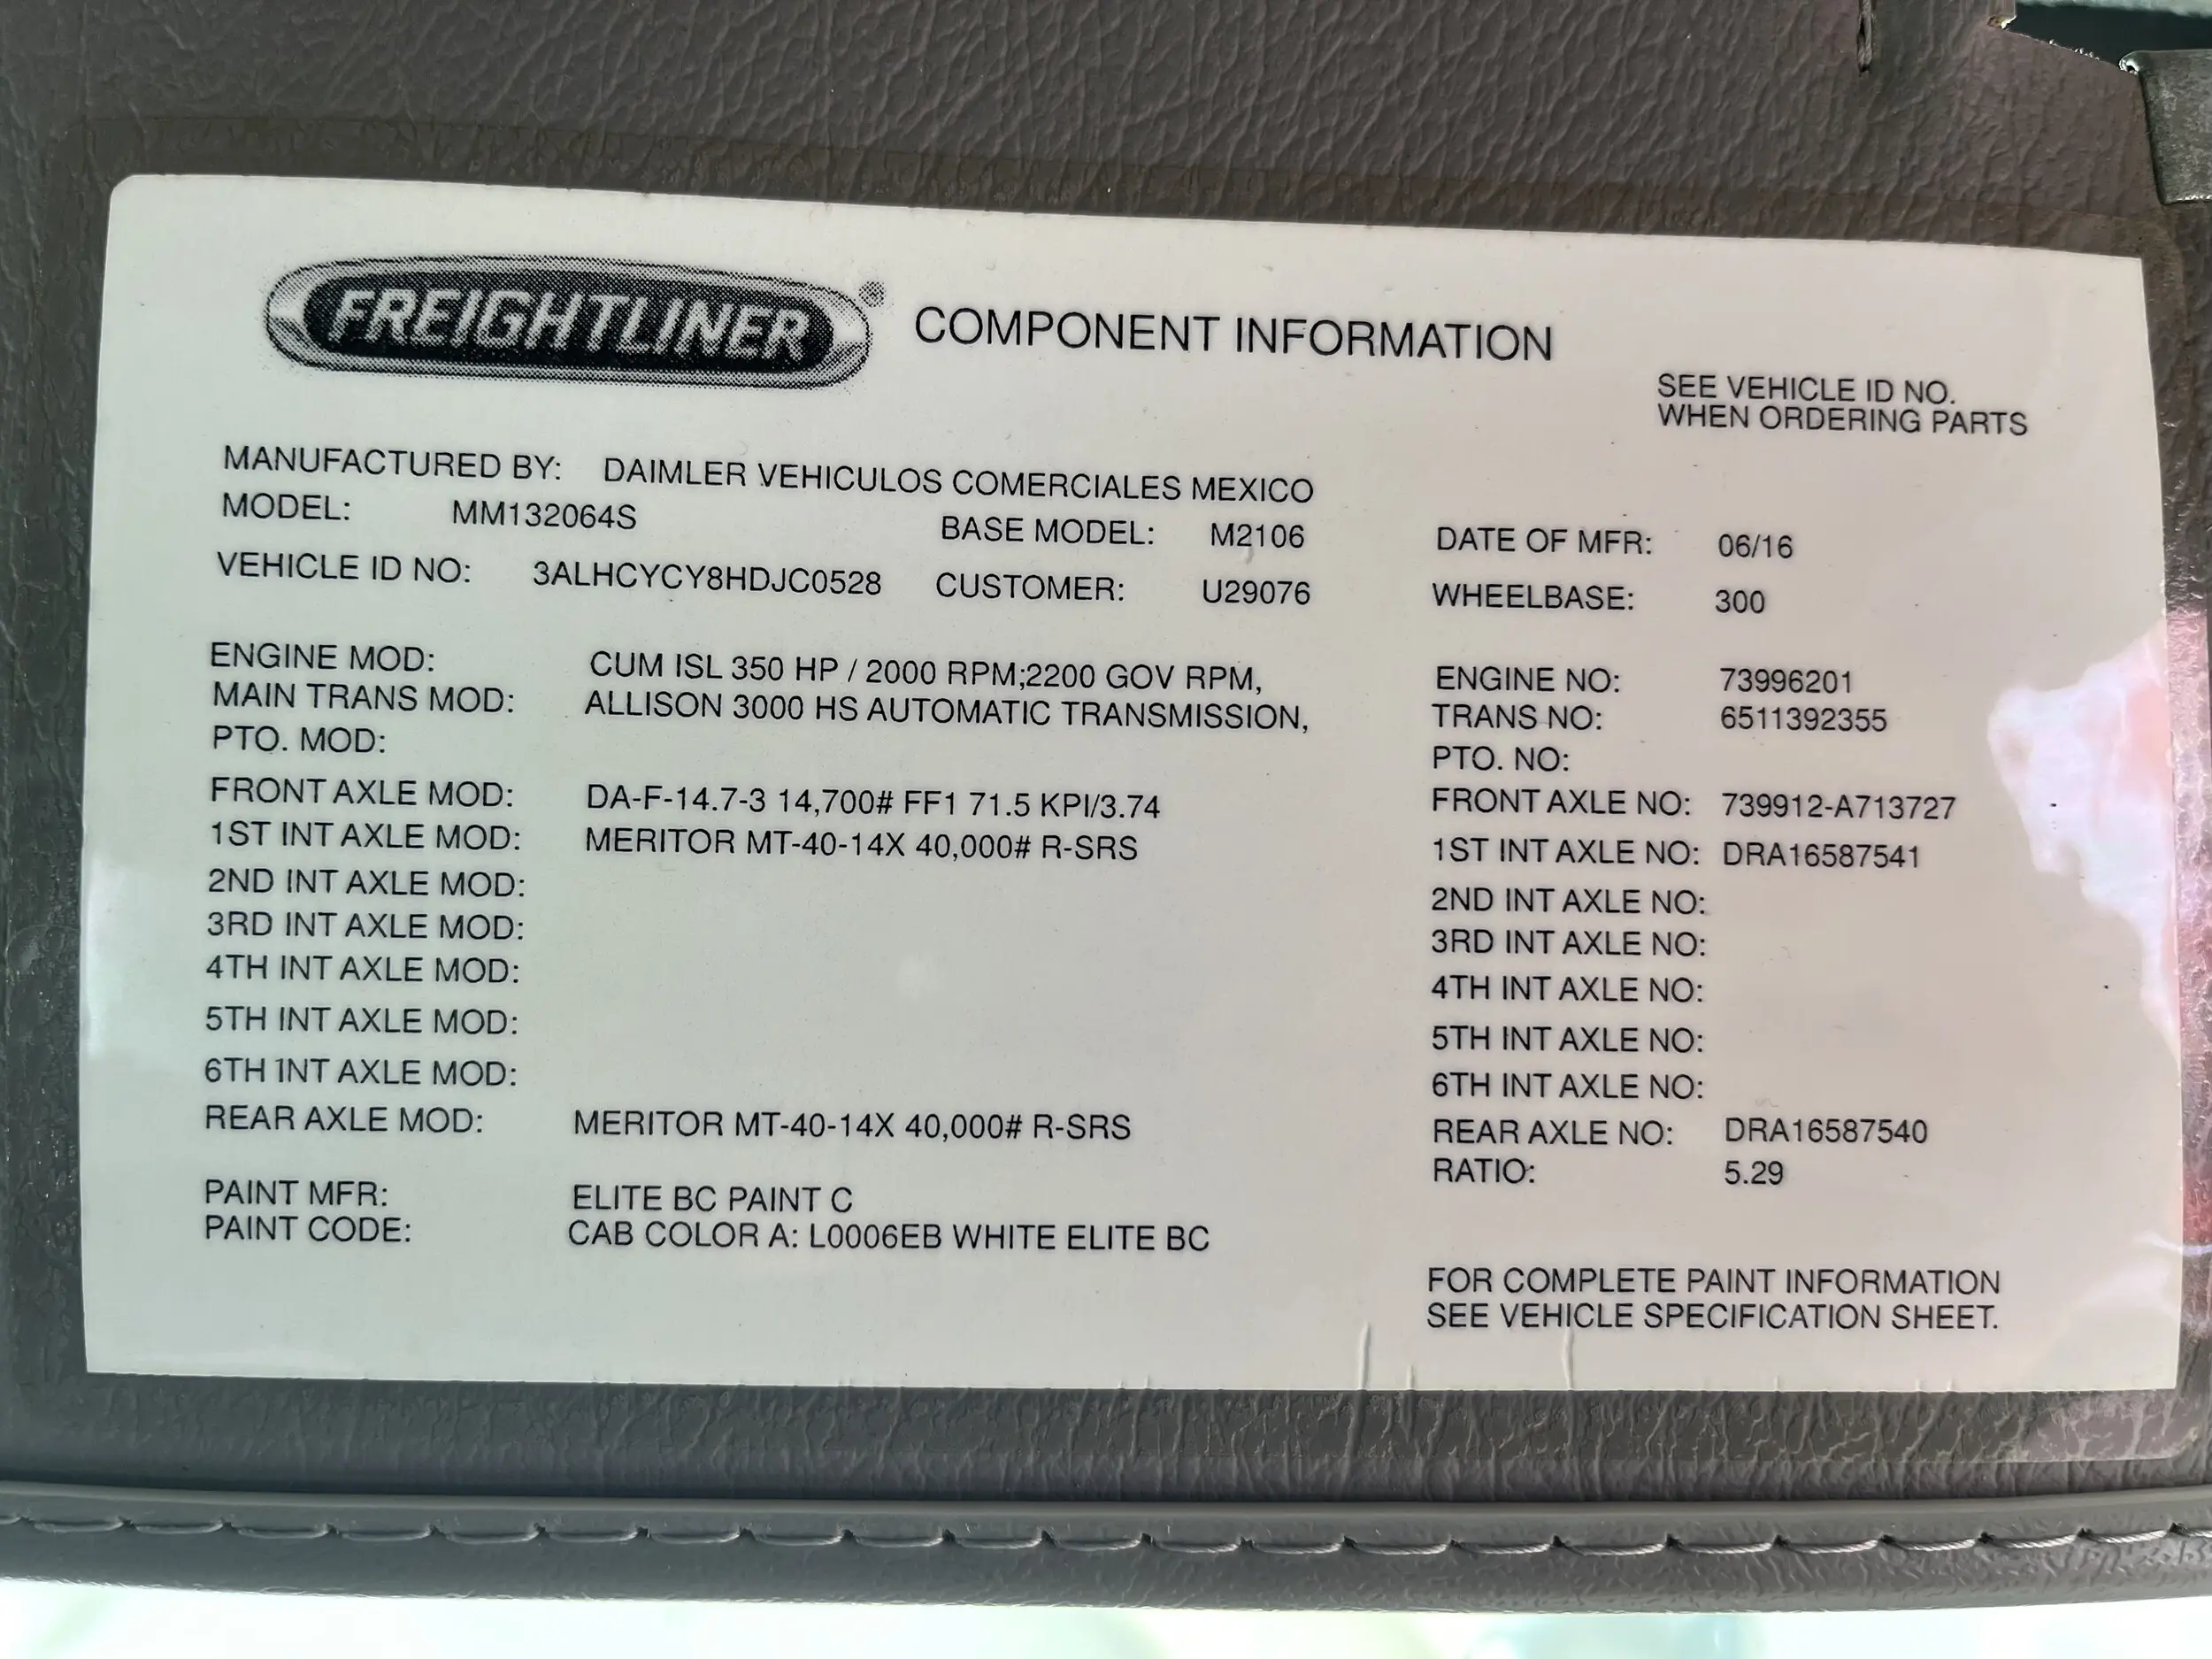 FREIGHTLINER® COMPONENT INFORMATION
SEE VEHICLE ID NO.
WHEN ORDERING PARTS
MANUFACTURED BY: DAIMLER VEHICULOS COMERCIALES MEXICO
MODEL: MM132064S BASE MODEL: M2106 DATE OF MFR: 06/16
VEHICLE ID NO: 3ALHCYCY8HDJC0528 CUSTOMER: U29076 WHEELBASE: 300
ENGINE MOD: CUM ISL 350 HP / 2000 RPM;2200 GOV RPM, ENGINE NO: 73996201
MAIN TRANS MOD: ALLISON 3000 HS AUTOMATIC TRANSMISSION, TRANS NO: 6511392355
PTO. MOD: PTO. NO:
FRONT AXLE MOD: DA-F-14.7-3 14,700# FF1 71.5 KPI/3.74 FRONT AXLE NO: 739912-A713727
1ST INT AXLE MOD: MERITOR MT-40-14X 40,000# R-SRS 1ST INT AXLE NO: DRA16587541
2ND INT AXLE MOD: 2ND INT AXLE NO:
3RD INT AXLE MOD: 3RD INT AXLE NO:
4TH INT AXLE MOD: 4TH INT AXLE NO:
5TH INT AXLE MOD: 5TH INT AXLE NO:
6TH INT AXLE MOD: 6TH INT AXLE NO:
REAR AXLE MOD: MERITOR MT-40-14X 40,000# R-SRS REAR AXLE NO: DRA16587540
RATIO: 5.29
PAINT MFR: ELITE BC PAINT C
PAINT CODE: CAB COLOR A: L0006EB WHITE ELITE BC
FOR COMPLETE PAINT INFORMATION
SEE VEHICLE SPECIFICATION SHEET.